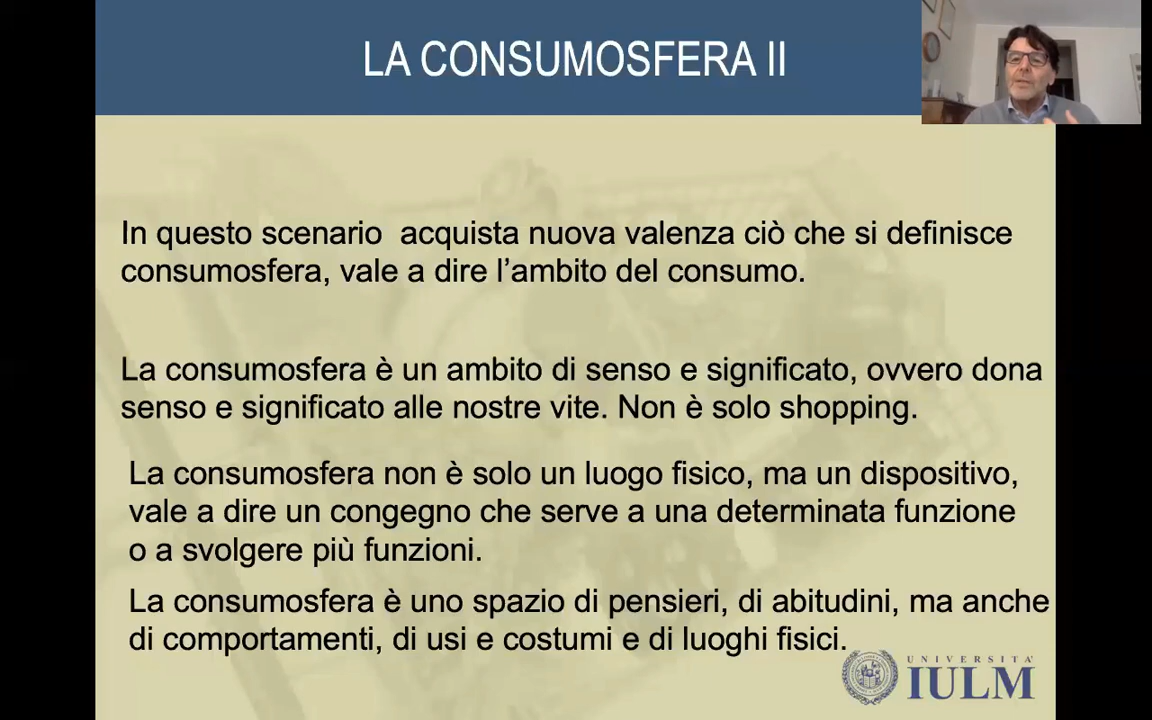 LA CONSUMOSFERA II
In questo scenario acquista nuova valenza ciò che si definisce
consumosfera, vale a dire l’ambito del consumo.
La consumosfera è un ambito di senso e significato, ovvero dona
senso e significato alle nostre vite. Non è solo shopping.
La consumosfera non è solo un luogo fisico, ma un dispositivo,
vale a dire un congegno che serve a una determinata funzione
o a svolgere più funzioni.
La consumosfera è uno spazio di pensieri, di abitudini, ma anche
di comportamenti, di usi e costumi e di luoghi fisici.
UNIVERSITA'
IULM